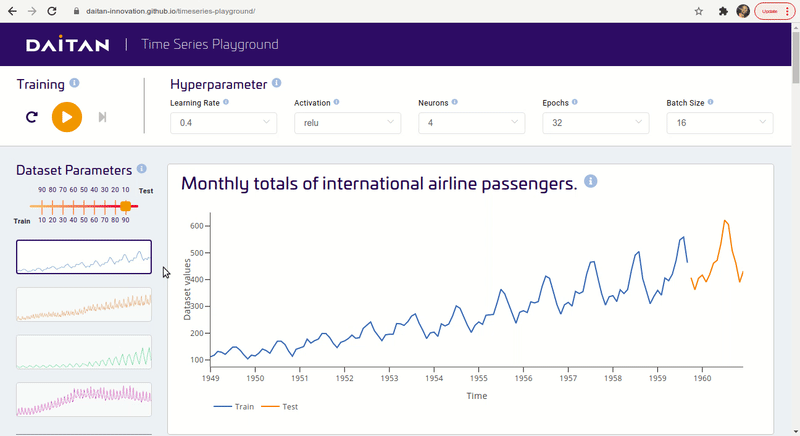 daitan-innovation.github.io/timeseries-playground/
Update
DAITAN | Time Series Playground
Training
Hyperparameter
Learning Rate Activation Neurons Epochs Batch Size
0.4 relu 4 32 16
Dataset Parameters
90 80 70 60 50 40 30 20 10 Test
Train 10 20 30 40 50 60 70 80 90
Monthly totals of international airline passengers.
600
500
400
300
200
100
Dataset values
1949 1950 1951 1952 1953 1954 1955 1956 1957 1958 1959 1960
Time
Train Test